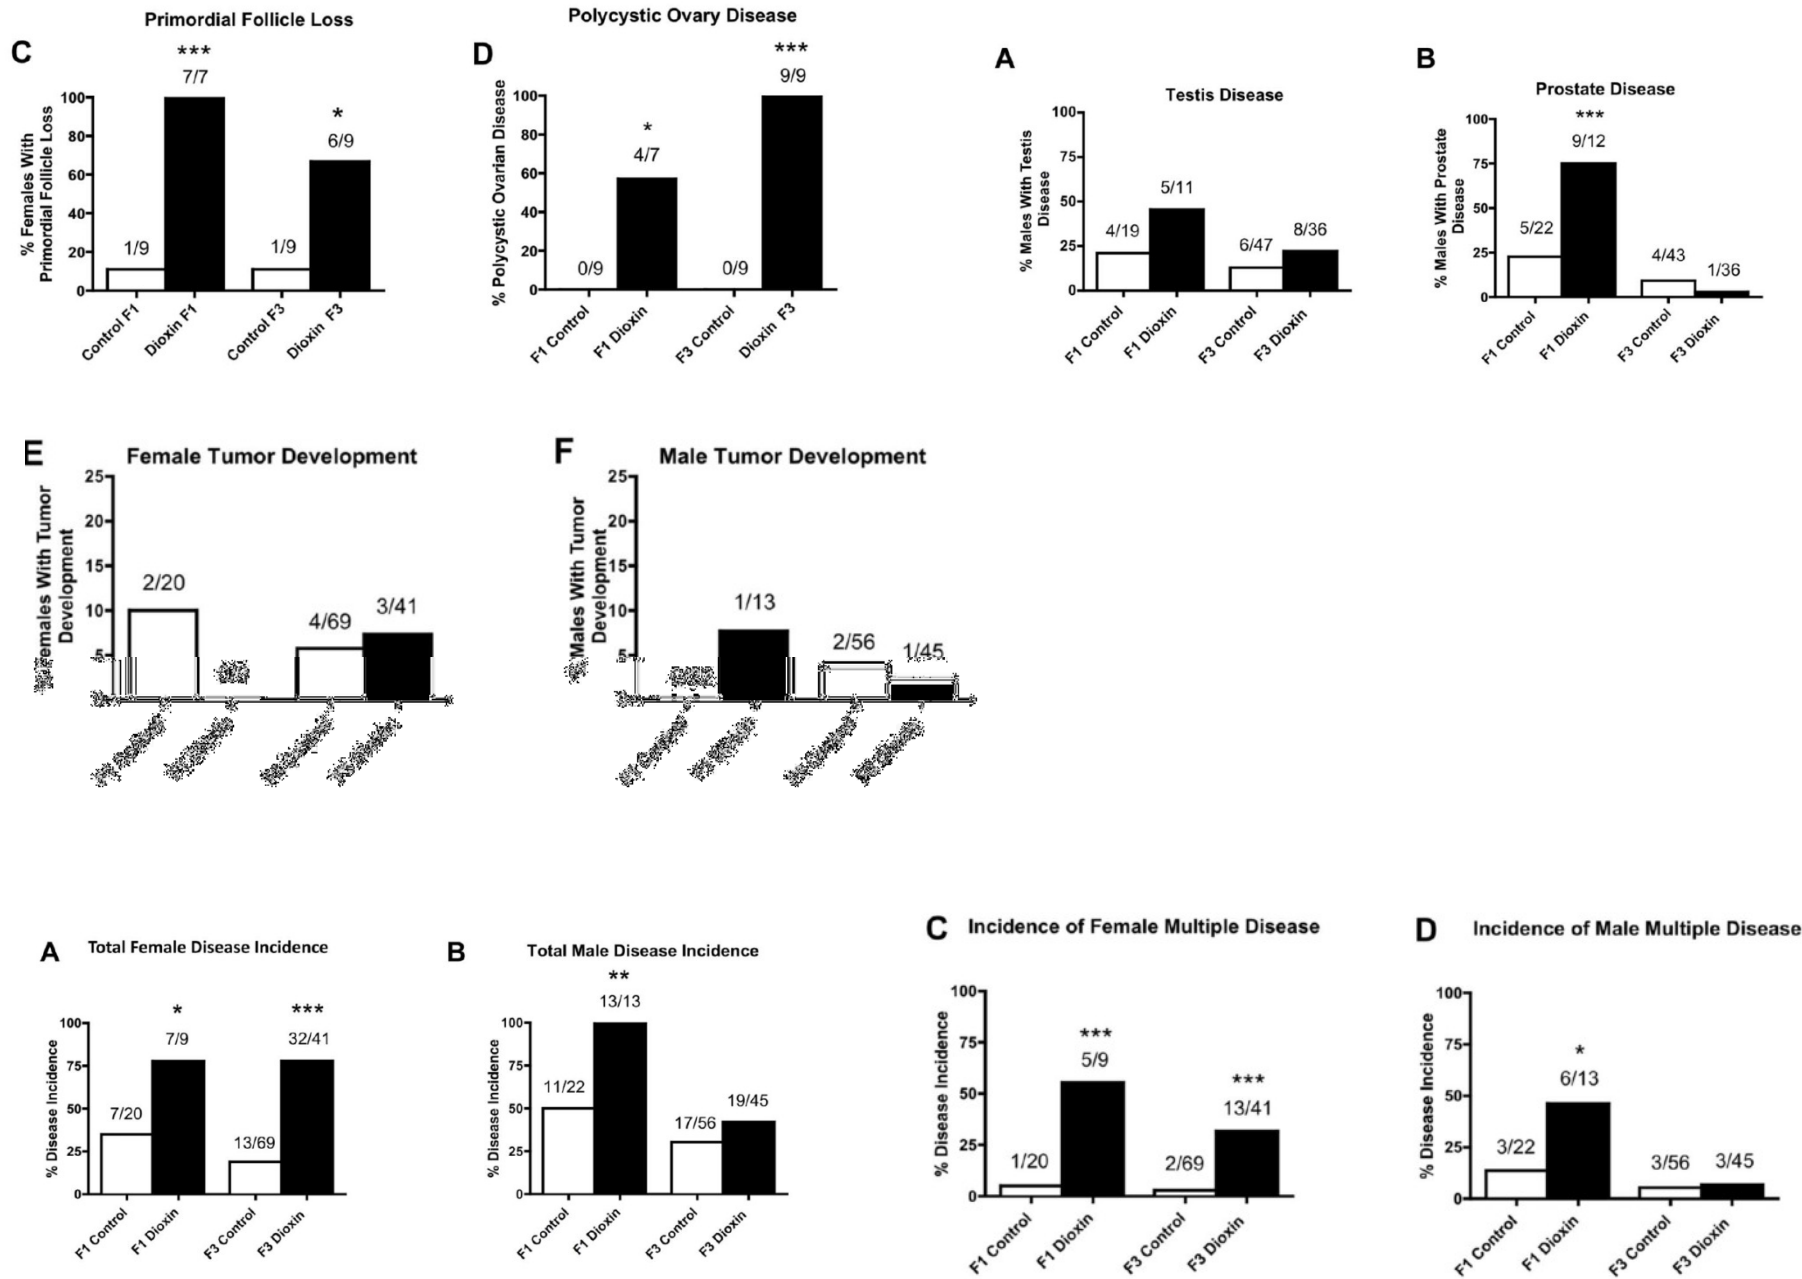 C
Primordial Follicle Loss
% Females With
Primordial Follicle Loss
100
80
60
40
20
0
***
7/7
*
6/9
1/9
1/9
Control F1
Dioxin F1
Control F3
Dioxin F3
D
Polycystic Ovary Disease
% Polycystic Ovarian Disease
100
80
60
40
20
0
***
9/9
*
4/7
0/9
0/9
F1 Control
F1 Dioxin
F3 Control
Dioxin F3
A
Testis Disease
% Males With Testis
Disease
100
75
50
25
0
4/19
5/11
6/47
8/36
F1 Control
F1 Dioxin
F3 Control
F3 Dioxin
B
Prostate Disease
% Males With Prostate
Disease
100
75
50
25
0
***
9/12
5/22
4/43
1/36
F1 Control
F1 Dioxin
F3 Control
F3 Dioxin
E
Female Tumor Development
Females With Tumor
Development
25
20
15
10
5
2/20
4/69
3/41
F
Male Tumor Development
Males With Tumor
Development
25
20
15
10
5
1/13
2/56
1/45
A
Total Female Disease Incidence
% Disease Incidence
100
75
50
25
0
*
7/9
***
32/41
7/20
13/69
F1 Control
F1 Dioxin
F3 Control
F3 Dioxin
B
Total Male Disease Incidence
% Disease Incidence
100
75
50
25
0
**
13/13
11/22
17/56
19/45
F1 Control
F1 Dioxin
F3 Control
F3 Dioxin
C
Incidence of Female Multiple Disease
% Disease Incidence
100
75
50
25
0
***
5/9
***
13/41
1/20
2/69
F1 Control
F1 Dioxin
F3 Control
F3 Dioxin
D
Incidence of Male Multiple Disease
% Disease Incidence
100
75
50
25
0
*
6/13
3/22
3/56
3/45
F1 Control
F1 Dioxin
F3 Control
F3 Dioxin